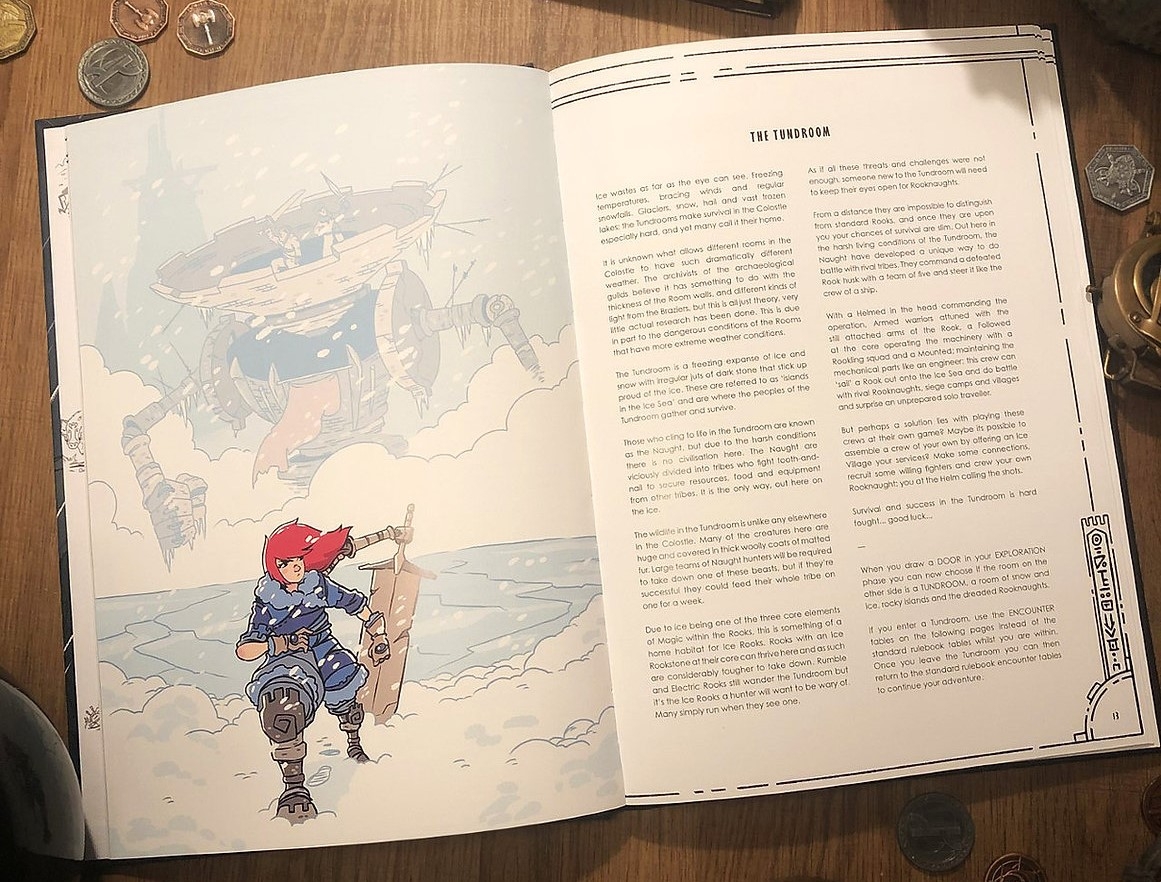 THE TUNDROOM
Ice wastes as far as the eye can see. Freezing
temperatures, bracing winds and regular
snowfalls. Glaciers, snow, hail and vast frozen
lakes; the Tundrooms make survival in the Colostle
especially hard, and yet many call it their home.
It is unknown what allows different rooms in the
Colostle to have such dramatically different
weather. The archivists of the archaeological
guilds believe it has something to do with the
thickness of the Room walls, and different kinds of
light from the Braziers, but this is all just theory, very
little actual research has been done. This is due
in part to the dangerous conditions of the Rooms
that have more extreme weather conditions.
The Tundroom is a freezing expanse of ice and
snow with irregular juts of dark stone that stick up
proud of the ice. These are referred to as 'islands
in the Ice Sea' and are where the peoples of the
Tundroom gather and survive.
Those who cling to life in the Tundroom are known
as the Naught, but due to the harsh conditions
there is no civilisation here. The Naught are
viciously divided into tribes who fight tooth-and-
nail to secure resources, food and equipment
from other tribes. It is the only way, out here on
the ice.
The wildlife in the Tundroom is unlike any elsewhere
in the Colostle. Many of the creatures here are
huge and covered in thick woolly coats of matted
fur. Large teams of Naught hunters will be required
to take down one of these beasts, but if they're
successful they could feed their whole tribe on
one for a week.
Due to ice being one of the three core elements
of Magic within the Rooks, this is something of a
home habitat for Ice Rooks. Rooks with an Ice
Rookstone at their core can thrive here and as such
are considerably tougher to take down. Rumble
and Electric Rooks still wander the Tundroom but
it's the Ice Rooks a hunter will want to be wary of.
Many simply run when they see one.
As if all these threats and challenges were not
enough, someone new to the Tundroom will need
to keep their eyes open for Rooknaughts.
From a distance they are impossible to distinguish
from standard Rooks, and once they are upon
you your chances of survival are slim. Out here in
the harsh living conditions of the Tundroom, the
Naught have developed a unique way to do
battle with rival tribes. They command a defeated
Rook husk with a team of five and steer it like the
crew of a ship.
With a Helmed in the head commanding the
operation, Armed warriors attuned with the
still attached arms of the Rook, a Followed
at the core operating the machinery with a
Rookling squad and a Mounted; maintaining the
mechanical parts like an engineer; this crew can
'sail' a Rook out onto the Ice Sea and do battle
with rival Rooknaughts, siege camps and villages
and surprise an unprepared solo traveller.
But perhaps a solution lies with playing these
crews at their own game? Maybe its possible to
assemble a crew of your own by offering an Ice
Village your services? Make some connections,
recruit some willing fighters and crew your own
Rooknaught; you at the Helm calling the shots.
Survival and success in the Tundroom is hard
fought... good luck...
—
When you draw a DOOR in your EXPLORATION
phase you can now choose if the room on the
other side is a TUNDROOM, a room of snow and
Ice, rocky islands and the dreaded Rooknaughts.
If you enter a Tundroom, use the ENCOUNTER
tables on the following pages instead of the
standard rulebook tables whilst you are within.
Once you leave the Tundroom you can then
return to the standard rulebook encounter tables
to continue your adventure.
13